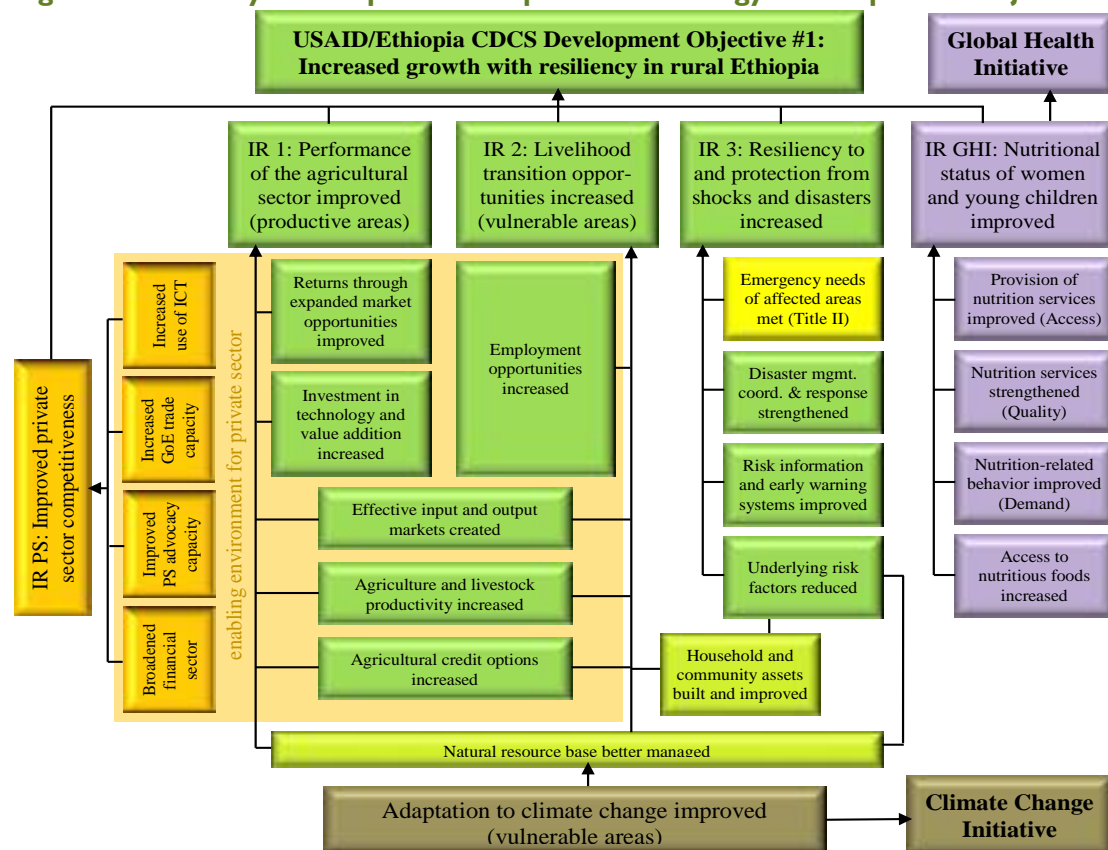 USAID/Ethiopia CDCS Development Objective #1:
Increased growth with resiliency in rural Ethiopia
Global Health
Initiative
IR 1: Performance
of the agricultural
sector improved
(productive areas)
IR 2: Livelihood
transition oppor-
tunities increased
(vulnerable areas)
IR 3: Resiliency to
and protection from
shocks and disasters
increased
IR GHI: Nutritional
status of women
and young children
improved
IR PS: Improved private
sector competitiveness
Increased
use of ICT
Increased
GoE trade
capacity
Improved
PS advocacy
capacity
Broadened
financial
sector
enabling environment for private sector
Returns through
expanded market
opportunities
improved
Investment in
technology and
value addition
increased
Employment
opportunities
increased
Effective input and output
markets created
Agriculture and livestock
productivity increased
Agricultural credit options
increased
Emergency needs
of affected areas
met (Title II)
Disaster mgmt.
coord. & response
strengthened
Risk information
and early warning
systems improved
Underlying risk
factors reduced
Household and
community assets
built and improved
Provision of
nutrition services
improved (Access)
Nutrition services
strengthened
(Quality)
Nutrition-related
behavior improved
(Demand)
Access to
nutritious foods
increased
Natural resource base better managed
Adaptation to climate change improved
(vulnerable areas)
Climate Change
Initiative